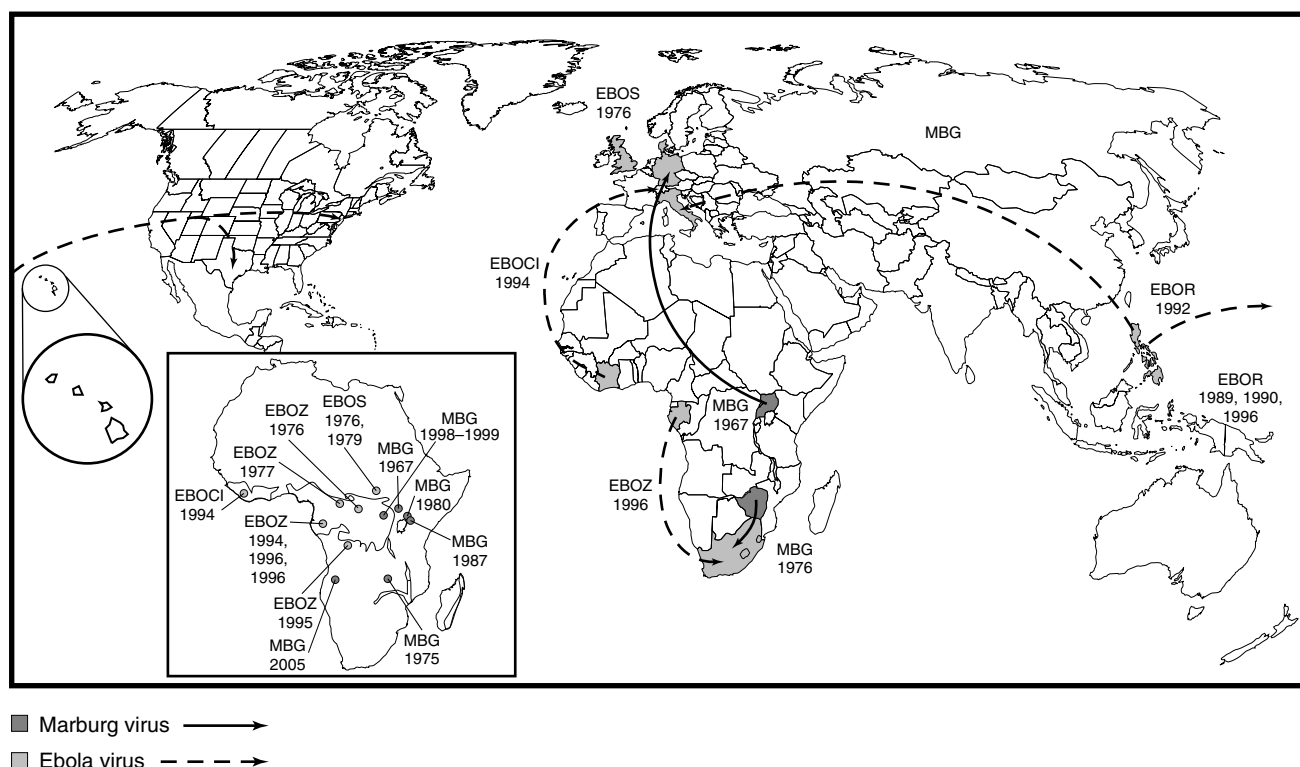 EBOS
1976
MBG
EBOCI
1994
EBOR
1992
EBOR
1989, 1990,
1996
MBG
1967
EBOZ
1996
MBG
1976
EBOZ
1976
EBOS
1976,
1979
MBG
1998–1999
MBG
1967
EBOZ
1977
MBG
1980
EBOCI
1994
EBOZ
1994,
1996,
1996
MBG
1987
EBOZ
1995
MBG
2005
MBG
1975
Marburg virus
Ebola virus